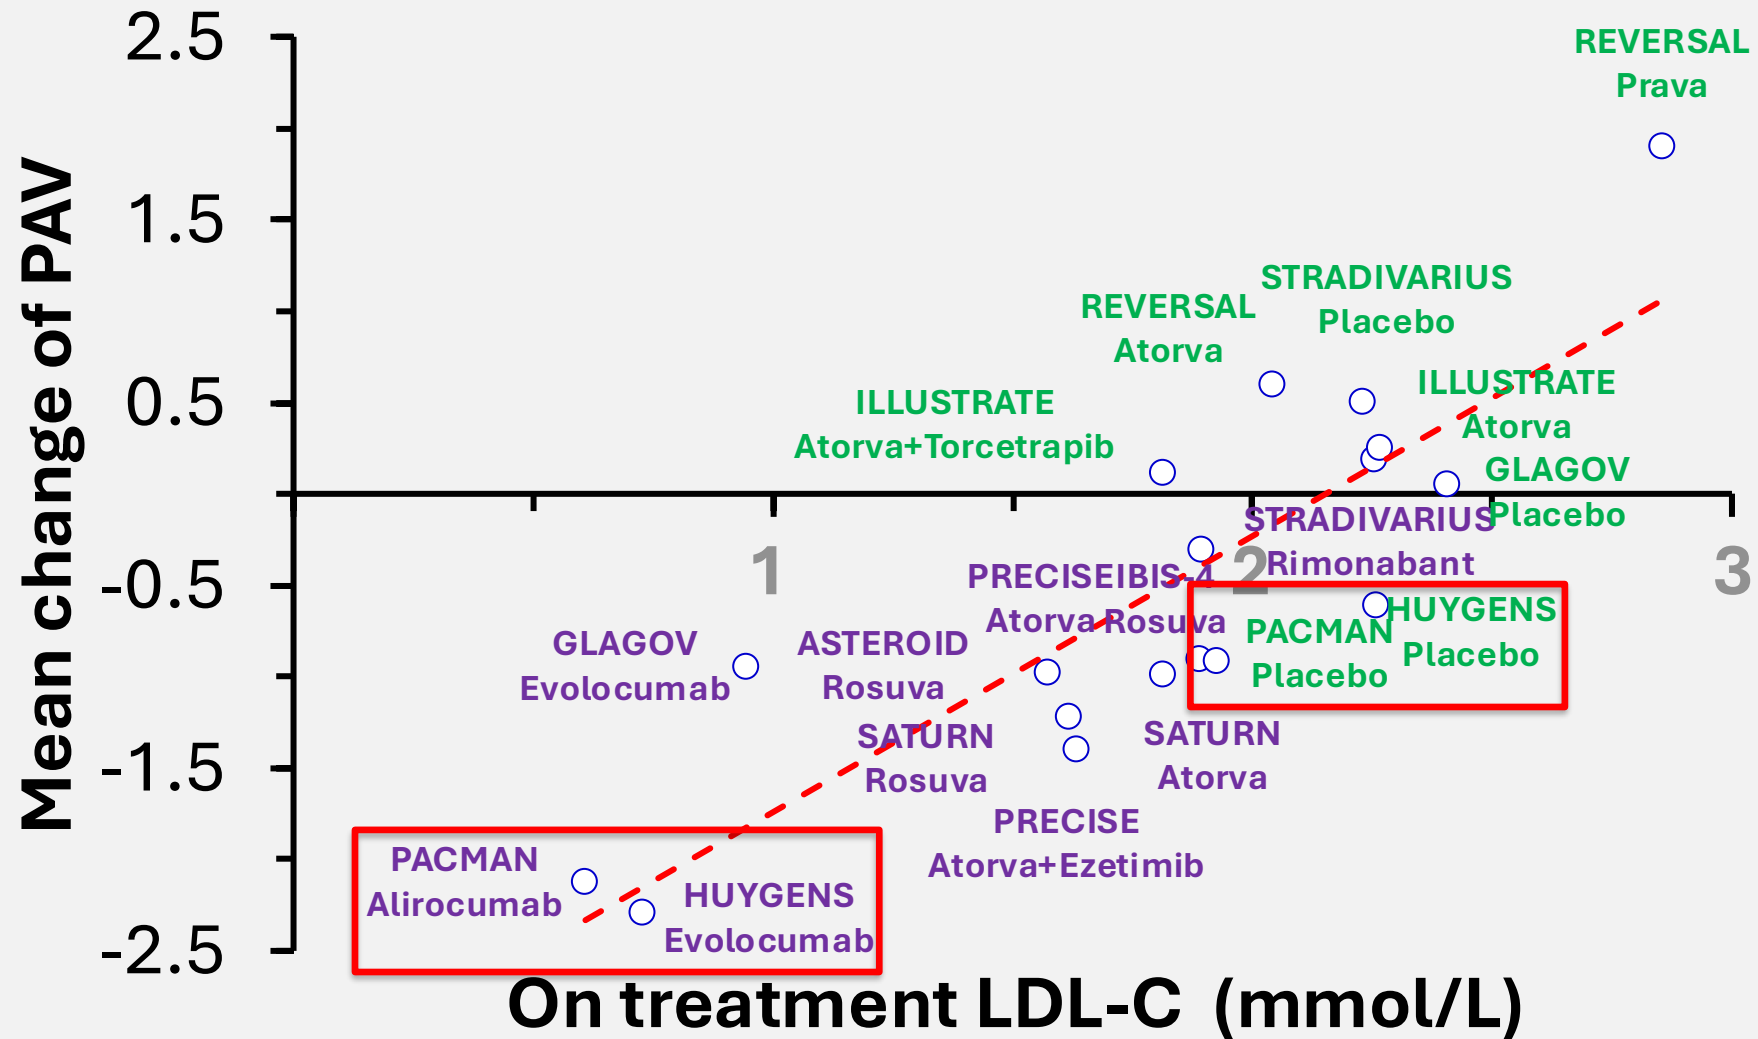 2.5
1.5
0.5
-0.5
-1.5
-2.5
Mean change of PAV
REVERSAL
Prava
STRADIVARIUS
Placebo
REVERSAL
Atorva
ILLUSTRATE
Atorva
ILLUSTRATE
Atorva+Torcetrapib
GLAGOV
Placebo
1
2
3
STRADIVARIUS
Rimonabant
PRECISEIBIS-4
Atorva Rosuva
HUYGENS
Placebo
PACMAN
Placebo
GLAGOV
Evolocumab
ASTEROID
Rosuva
SATURN
Rosuva
SATURN
Atorva
PRECISE
Atorva+Ezetimib
PACMAN
Alirocumab
HUYGENS
Evolocumab
On treatment LDL-C (mmol/L)